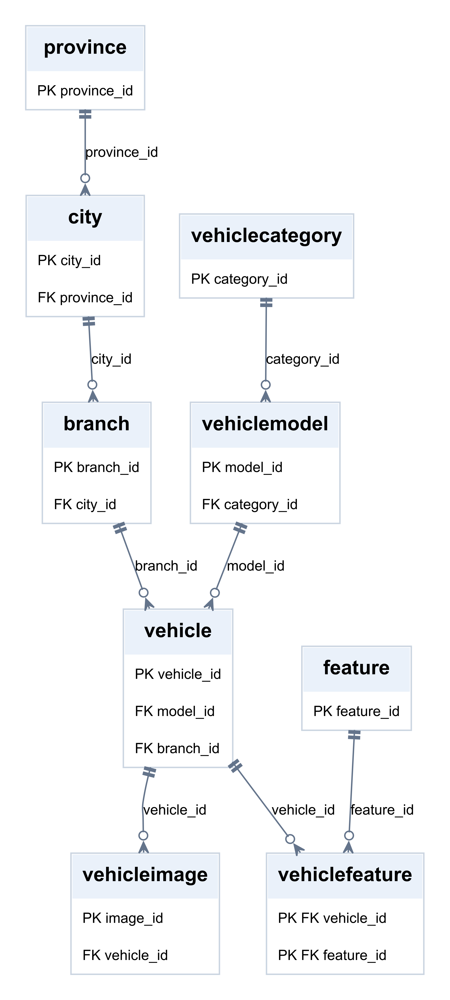 province
PK province_id
province_id
city
PK city_id
FK province_id
vehiclecategory
PK category_id
city_id
category_id
branch
PK branch_id
FK city_id
vehiclemodel
PK model_id
FK category_id
branch_id
model_id
vehicle
PK vehicle_id
FK model_id
FK branch_id
feature
PK feature_id
vehicle_id
vehicle_id
feature_id
vehicleimage
PK image_id
FK vehicle_id
vehiclefeature
PK FK vehicle_id
PK FK feature_id